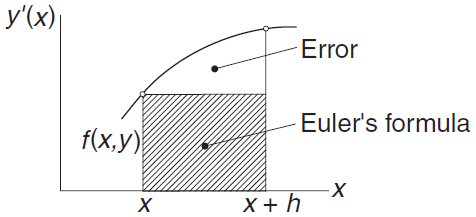 y'(x)
Error
Euler's formula
f(x,y)
x
x
x + h